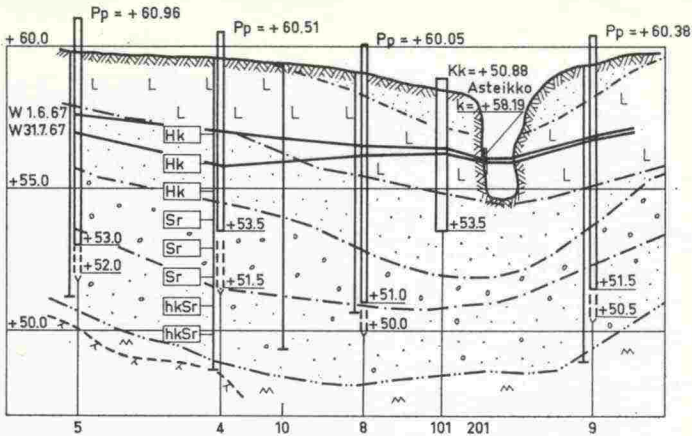 Pp = + 60.96
Pp = + 60.51
Pp = + 60.05
Pp = + 60.38
+ 60.0
Kk = + 50.88
Asteikko
k = + 58.19
L L L L L L L L L L L
W 1.6.67
W 31.7.67
Hk
Hk
Hk
+ 55.0
Sr
Sr
Sr
hkSr
hkSr
+53.0
+52.0
+53.5
+51.5
+51.0
+50.0
+53.5
+51.5
+50.5
+ 50.0
5 4 10 8 101 201 9